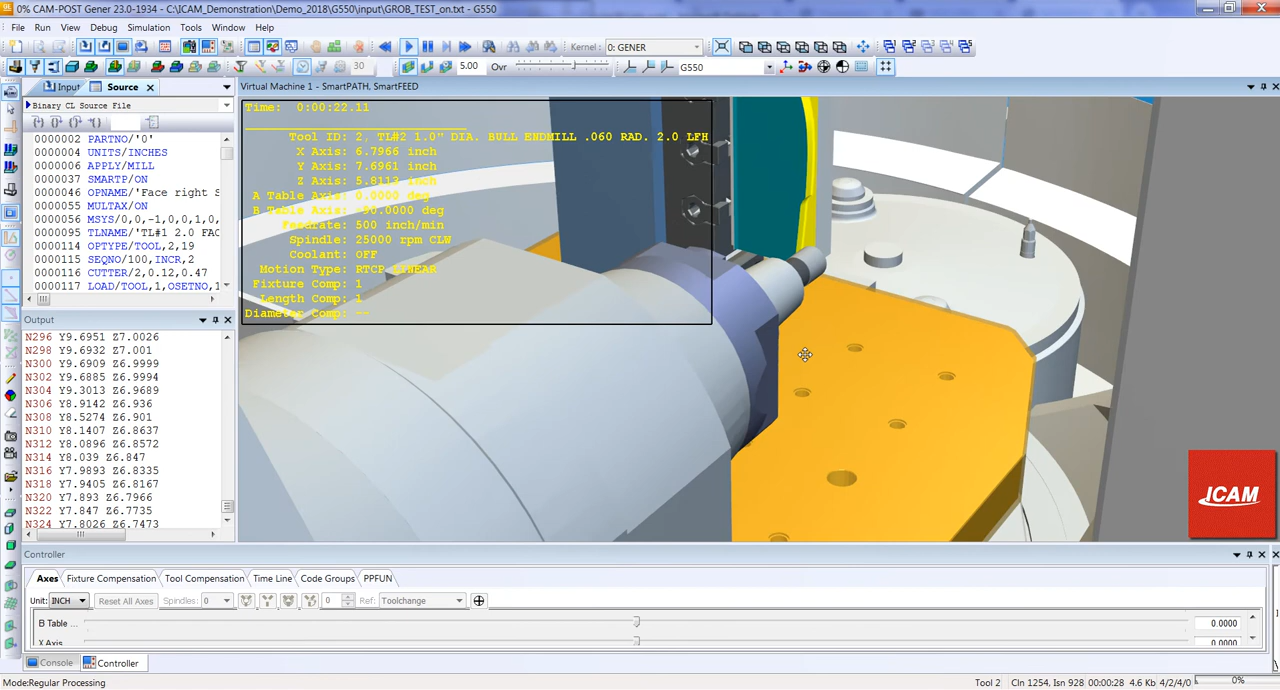 0% CAM-POST Gener 23.0-1934 - C:\ICAM_Demonstration\Demo_2018\G550\input\GROB_TEST_on.txt - G550
File Run View Debug Simulation Tools Window Help
Kernel: 0: GENER
30 5.00 Ovr G550
Input Source
Virtual Machine 1 - SmartPATH, SmartFEED
Binary CL Source File
0000002 PARTNO/'0'
0000004 UNITS/INCHES
0000006 APPLY/MILL
0000037 SMARTP/ON
0000046 OPNAME/'Face right S
0000055 MULTAX/ON
0000056 MSYS/0,0,-1,0,0,1,0,
0000095 TLNAME/'TL#1 2.0 FAC
0000114 OPTYPE/TOOL,2,19
0000115 SEQNO/100,INCR,2
0000116 CUTTER/2,0.12,0.47
0000117 LOAD/TOOL,1,OSETNO,1
Time: 0:00:22.11
Tool ID: 2, TL#2 1.0" DIA. BULL ENDMILL .060 RAD. 2.0 LFH
X Axis: 6.7966 inch
Y Axis: 7.6961 inch
Z Axis: 5.8113 inch
A Table Axis: 0.0000 deg
B Table Axis: -90.0000 deg
Feedrate: 500 inch/min
Spindle: 25000 rpm CLW
Coolant: OFF
Motion Type: RTCP LINEAR
Fixture Comp: 1
Length Comp: 1
Diameter Comp: --
Output
N296 Y9.6951 Z7.0026
N298 Y9.6932 Z7.001
N300 Y9.6909 Z6.9999
N302 Y9.6885 Z6.9994
N304 Y9.3013 Z6.9689
N306 Y8.9142 Z6.936
N308 Y8.5274 Z6.901
N310 Y8.1407 Z6.8637
N312 Y8.0896 Z6.8572
N314 Y8.039 Z6.847
N316 Y7.9893 Z6.8335
N318 Y7.9405 Z6.8167
N320 Y7.893 Z6.7966
N322 Y7.847 Z6.7735
N324 Y7.8026 Z6.7473
ICAM
Controller
Axes Fixture Compensation Tool Compensation Time Line Code Groups PPFUN
Unit: INCH Reset All Axes Spindles: 0 0 Ref: Toolchange
B Table ... 0.0000
X Axis 0.0000
Console Controller
Mode:Regular Processing Tool 2 Cln 1254, Isn 928 00:00:28 4.6 Kb 4/2/4/0 0%